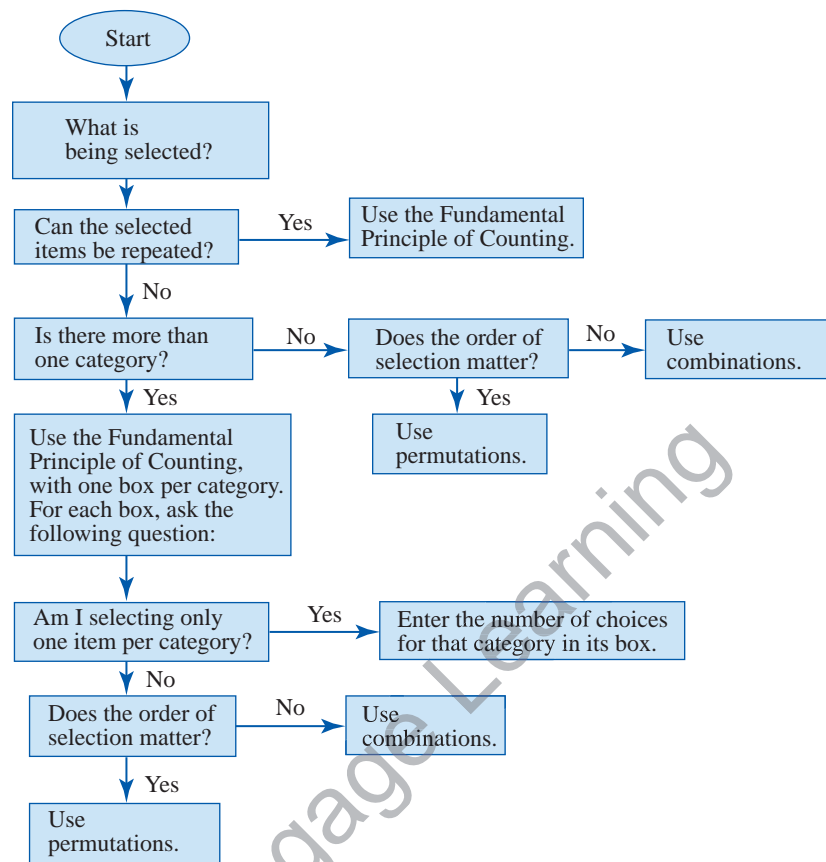 Start
What is
being selected?
Can the selected
items be repeated?
Yes
Use the Fundamental
Principle of Counting.
No
Is there more than
one category?
No
Does the order of
selection matter?
No
Use
combinations.
Yes
Yes
Use the Fundamental
Principle of Counting,
with one box per category.
For each box, ask the
following question:
Use
permutations.
Am I selecting only
one item per category?
Yes
Enter the number of choices
for that category in its box.
No
Does the order of
selection matter?
No
Use
combinations.
Yes
Use
permutations.
gage Learning